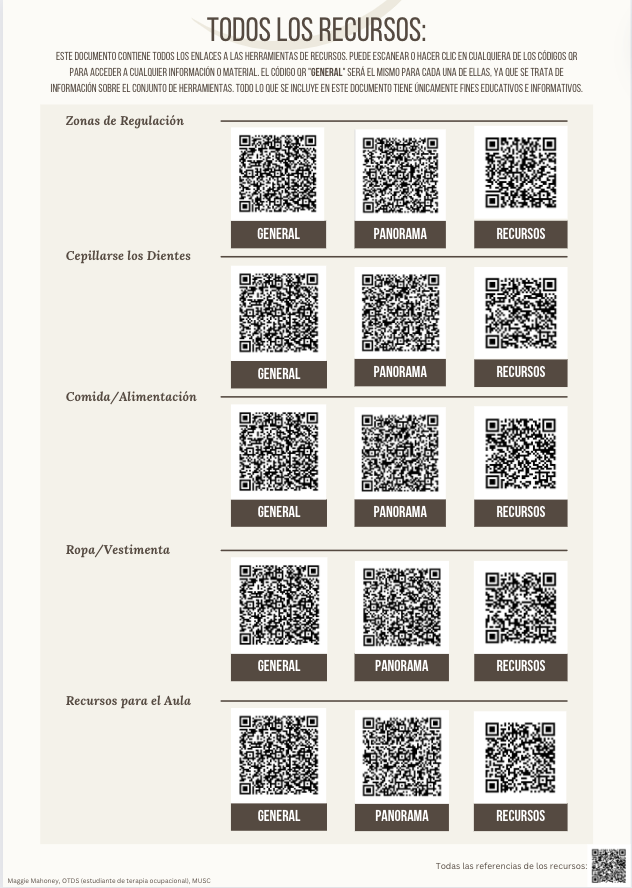 TODOS LOS RECURSOS:
ESTE DOCUMENTO CONTIENE TODOS LOS ENLACES A LAS HERRAMIENTAS DE RECURSOS. PUEDE ESCANEAR O HACER CLIC EN CUALQUIERA DE LOS CÓDIGOS QR
PARA ACCEDER A CUALQUIER INFORMACIÓN O MATERIAL. EL CÓDIGO QR "GENERAL" SERÁ EL MISMO PARA CADA UNA DE ELLAS, YA QUE SE TRATA DE
INFORMACIÓN SOBRE EL CONJUNTO DE HERRAMIENTAS. TODO LO QUE SE INCLUYE EN ESTE DOCUMENTO TIENE ÚNICAMENTE FINES EDUCATIVOS E INFORMATIVOS.
Zonas de Regulación
GENERAL PANORAMA RECURSOS
Cepillarse los Dientes
GENERAL PANORAMA RECURSOS
Comida/Alimentación
GENERAL PANORAMA RECURSOS
Ropa/Vestimenta
GENERAL PANORAMA RECURSOS
Recursos para el Aula
GENERAL PANORAMA RECURSOS
Todas las referencias de los recursos:
Maggie Mahoney, OTDS (estudiante de terapia ocupacional), MUSC